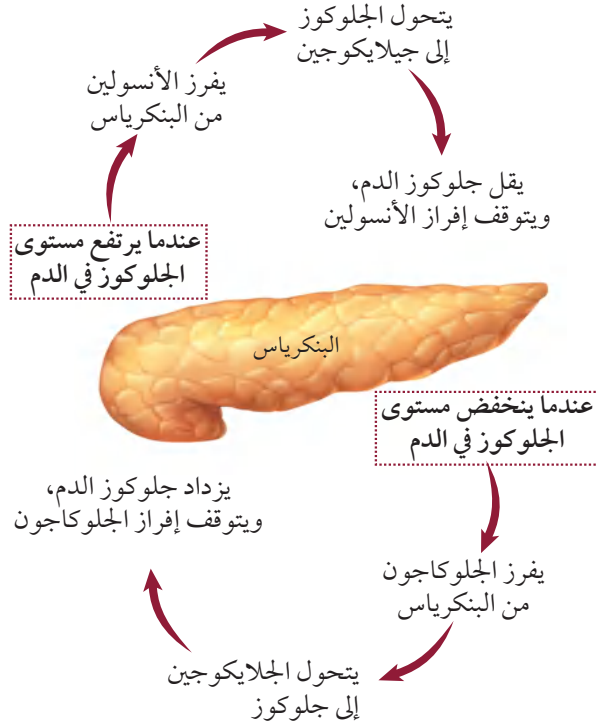 يتحول الجلوكوز
إلى جيلايكوجين
يفرز الأنسولين
من البنكرياس
يقل جلوكوز الدم،
ويتوقف إفراز الأنسولين
عندما يرتفع مستوى
الجلوكوز في الدم
البنكرياس
عندما ينخفض مستوى
الجلوكوز في الدم
يزداد جلوكوز الدم،
ويتوقف إفراز الجلوكاجون
يفرز الجلوكاجون
من البنكرياس
يتحول الجلايكوجين
إلى جلوكوز